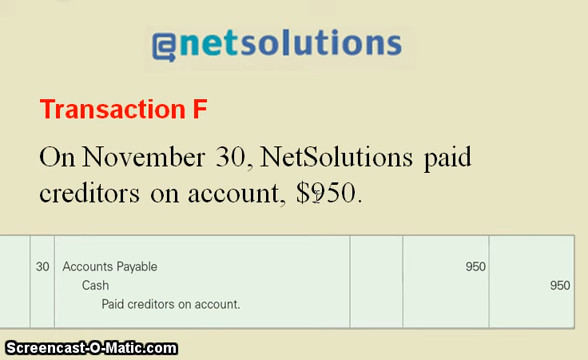 @netsolutions
Transaction F
On November 30, NetSolutions paid
creditors on account, $950.
30 Accounts Payable 950
Cash 950
Paid creditors on account.
Screencast-O-Matic.com